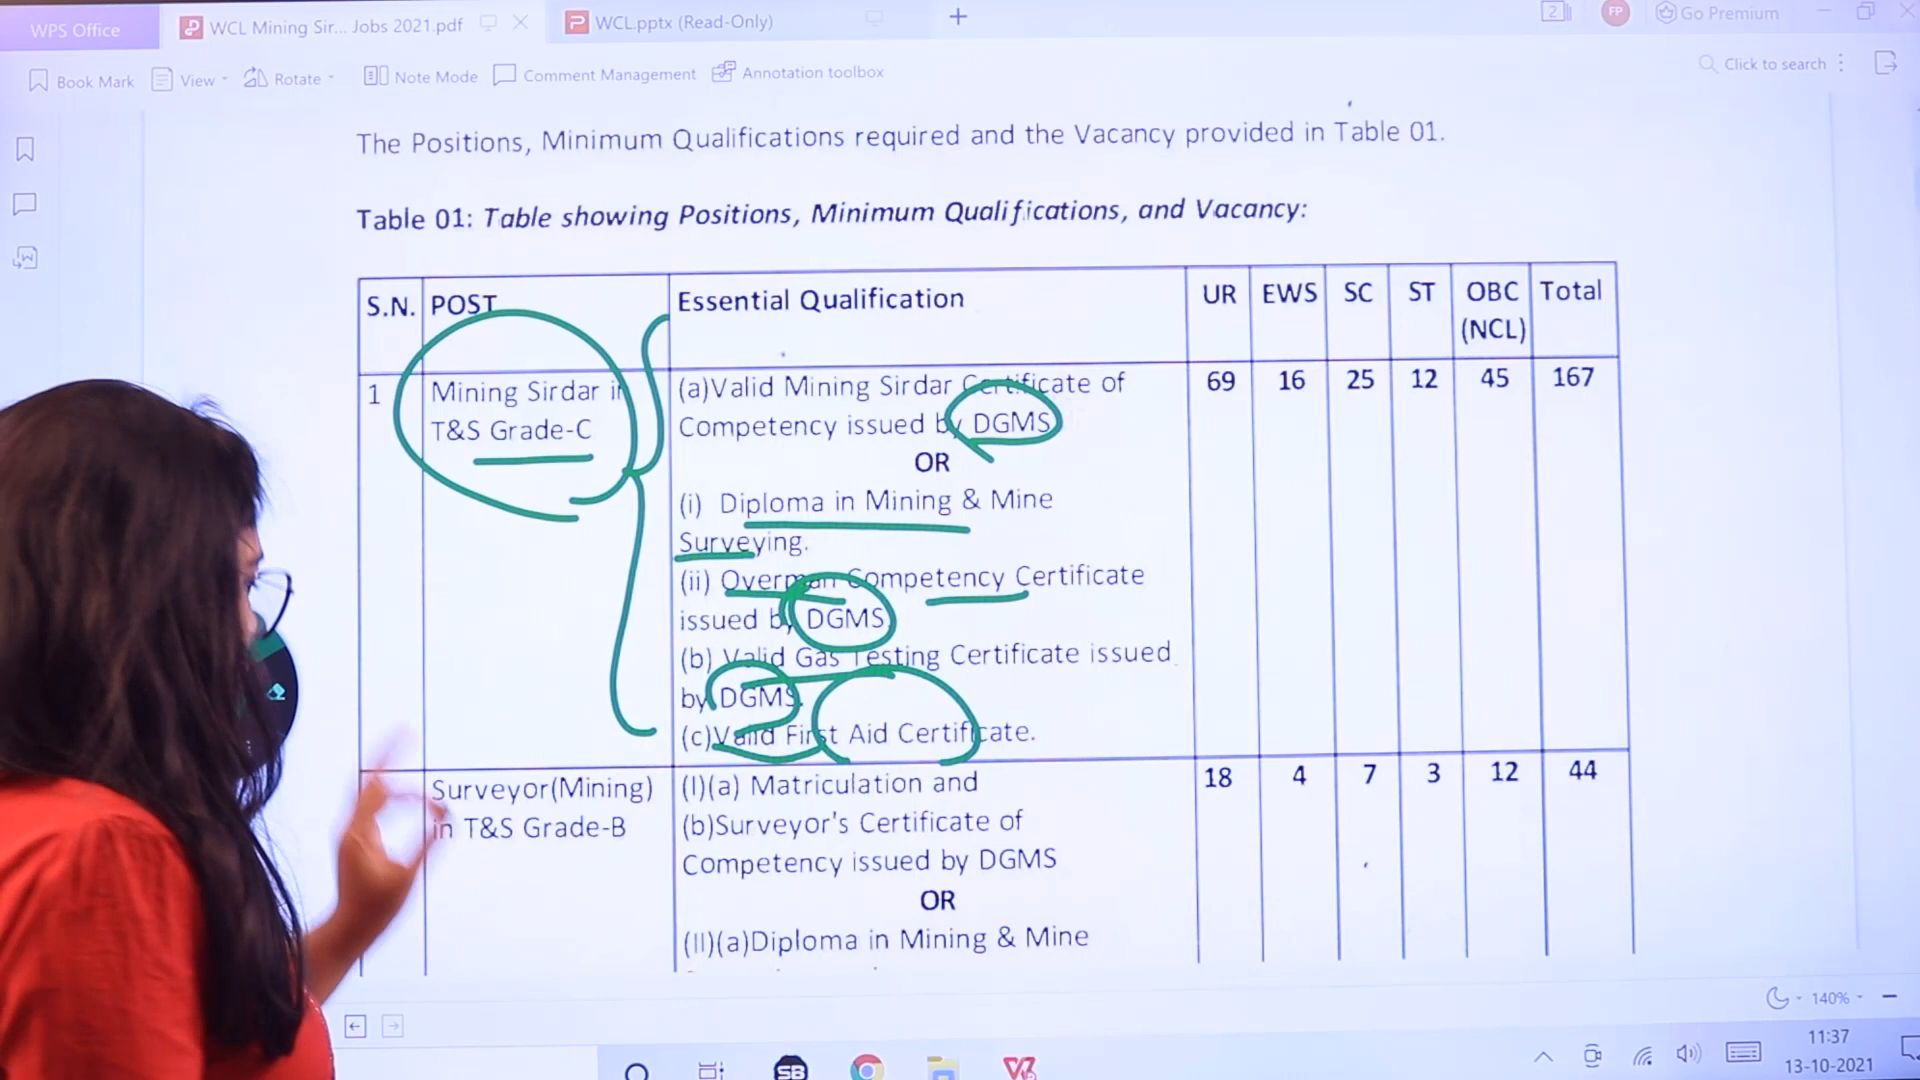 WPS Office
WCL Mining Sir... Jobs 2021.pdf
WCL.pptx (Read-Only)
2
FP
Go Premium
Book Mark
View
Rotate
Note Mode
Comment Management
Annotation toolbox
Click to search
The Positions, Minimum Qualifications required and the Vacancy provided in Table 01.
Table 01: Table showing Positions, Minimum Qualifications, and Vacancy:
S.N. POST Essential Qualification UR EWS SC ST OBC (NCL) Total
1 Mining Sirdar in T&S Grade-C
(a)Valid Mining Sirdar Certificate of
Competency issued by DGMS
OR
(i) Diploma in Mining & Mine
Surveying.
(ii) Overman Competency Certificate
issued by DGMS
(b) Valid Gas Testing Certificate issued
by DGMS.
(c)Valid First Aid Certificate.
69 16 25 12 45 167
Surveyor(Mining)
in T&S Grade-B
(I)(a) Matriculation and
(b)Surveyor's Certificate of
Competency issued by DGMS
OR
(II)(a)Diploma in Mining & Mine
18 4 7 3 12 44
140%
11:37
13-10-2021
SB